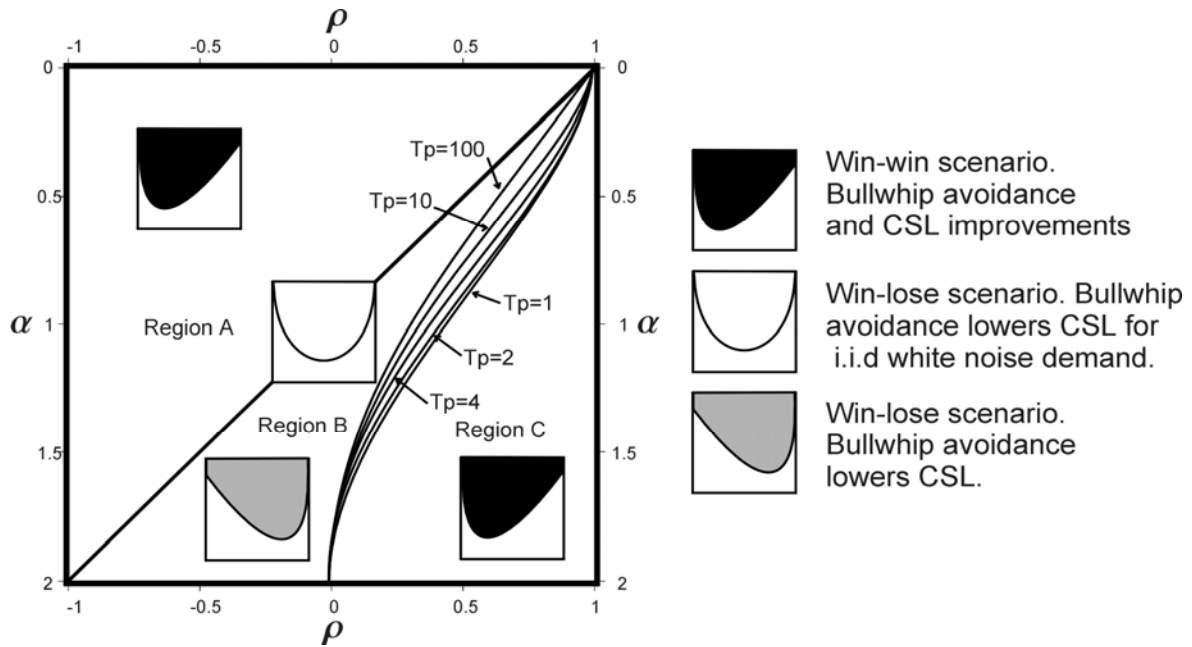 ρ
-1 -0.5 0 0.5 1
0 0
Tp=100
0.5 0.5
Tp=10
Tp=1
α 1 1 α
Region A
Tp=2
Tp=4
Region B Region C
1.5 1.5
2 2
-1 -0.5 0 0.5 1
ρ
Win-win scenario.
Bullwhip avoidance
and CSL improvements
Win-lose scenario. Bullwhip
avoidance lowers CSL for
i.i.d white noise demand.
Win-lose scenario.
Bullwhip avoidance
lowers CSL.